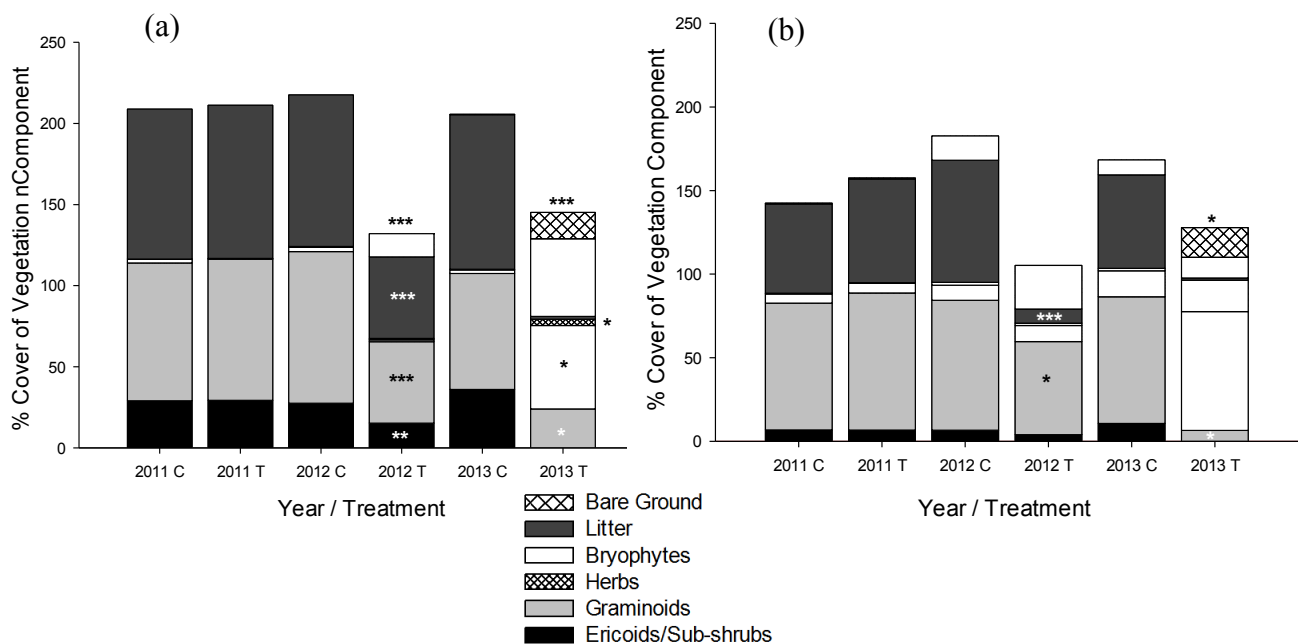 (a)
(b)
% Cover of Vegetation nComponent
250
200
150
100
50
0
***
***
***
***
**
*
*
*
2011 C
2011 T
2012 C
2012 T
2013 C
2013 T
Year / Treatment
% Cover of Vegetation Component
250
200
150
100
50
0
***
*
*
*
2011 C
2011 T
2012 C
2012 T
2013 C
2013 T
Year / Treatment
Bare Ground
Litter
Bryophytes
Herbs
Graminoids
Ericoids/Sub-shrubs